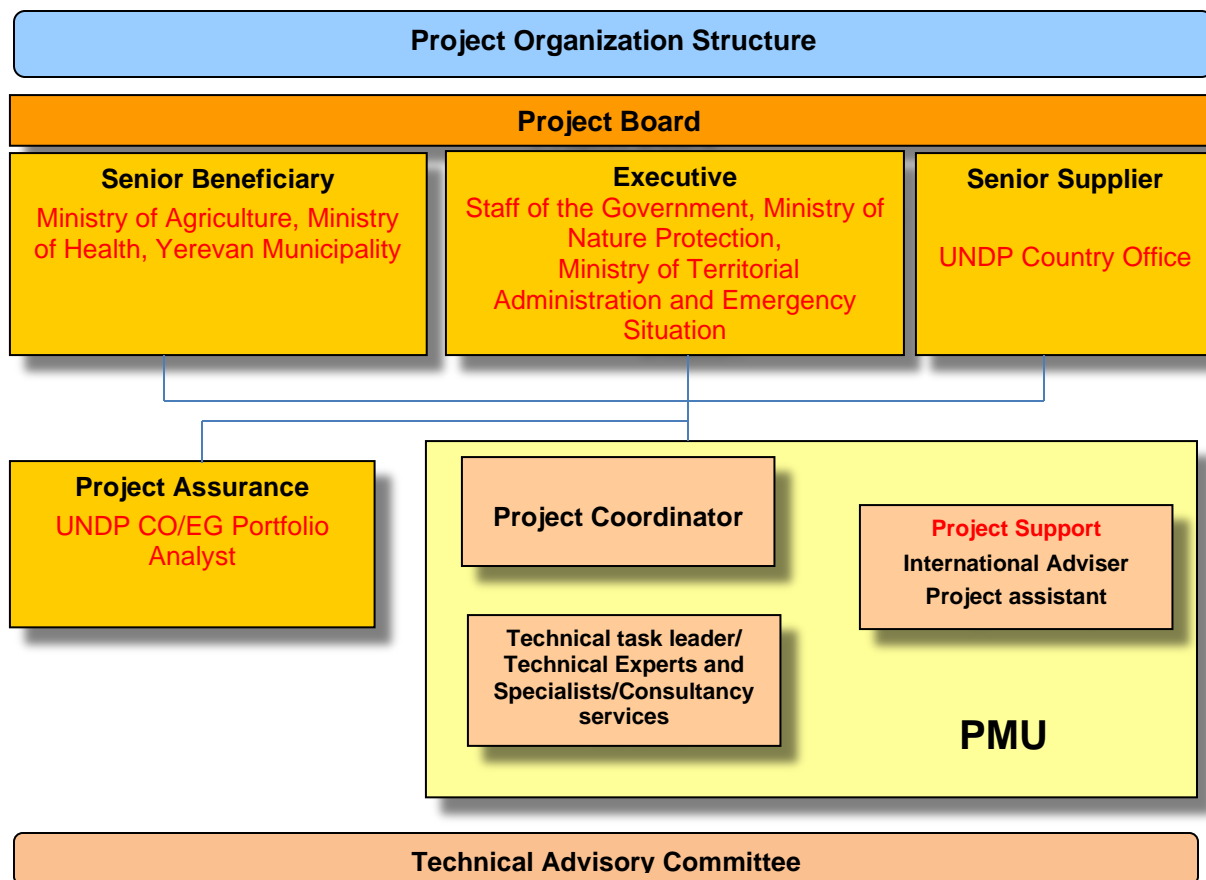 Project Organization Structure
Project Board
Senior Beneficiary
Ministry of Agriculture, Ministry
of Health, Yerevan Municipality
Executive
Staff of the Government, Ministry of
Nature Protection,
Ministry of Territorial
Administration and Emergency
Situation
Senior Supplier
UNDP Country Office
Project Assurance
UNDP CO/EG Portfolio
Analyst
Project Coordinator
Project Support
International Adviser
Project assistant
Technical task leader/
Technical Experts and
Specialists/Consultancy
services
PMU
Technical Advisory Committee